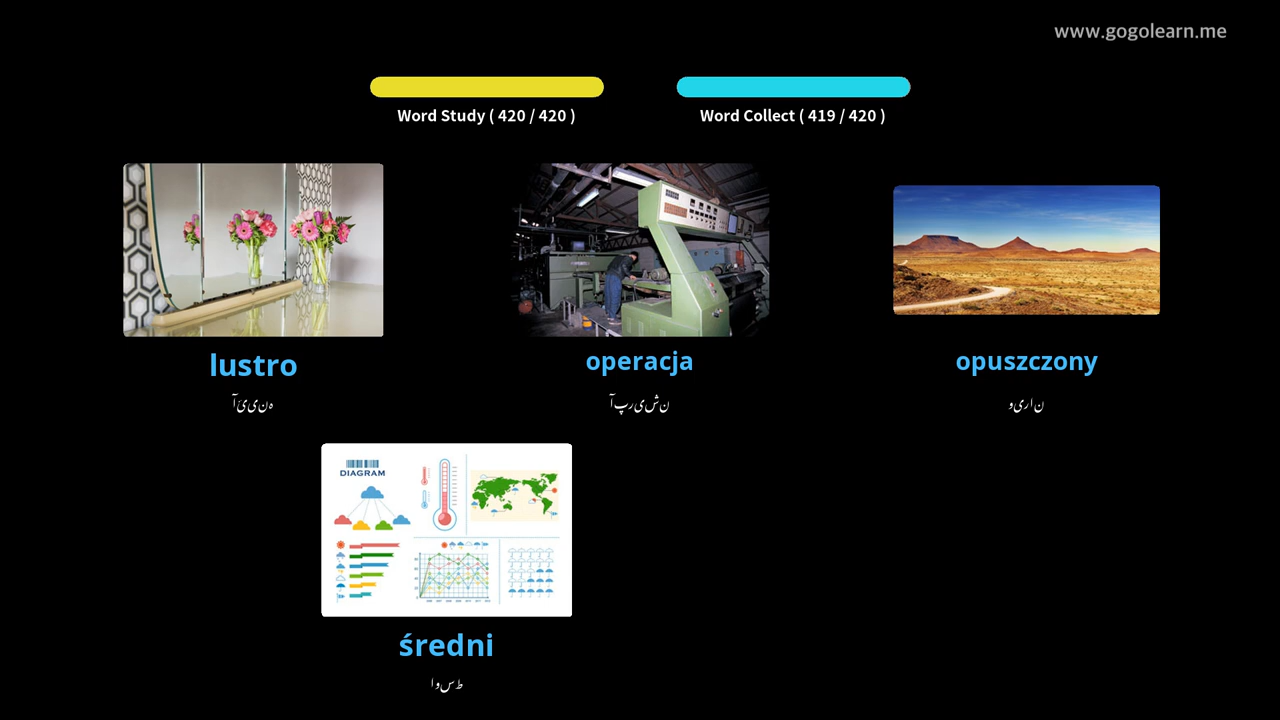 www.gogolearn.me
Word Study ( 420 / 420 )
Word Collect ( 419 / 420 )
lustro
operacja
opuszczony
آئینہ
آپریشن
ویران
DIAGRAM
średni
اوسط